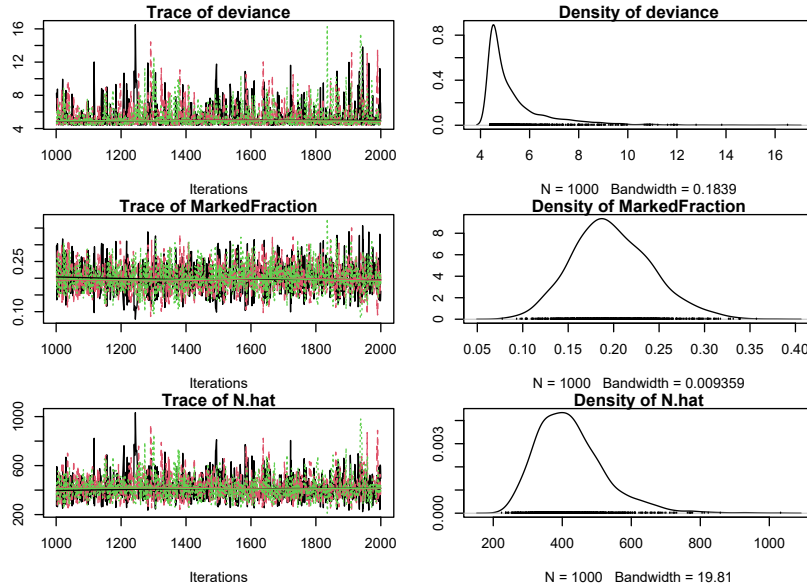 Trace of deviance
16
12
8
4
1000 1200 1400 1600 1800 2000
Iterations
Density of deviance
0.8
0.4
0.0
4 6 8 10 12 14 16
N = 1000 Bandwidth = 0.1839
Trace of MarkedFraction
0.25
0.10
1000 1200 1400 1600 1800 2000
Iterations
Density of MarkedFraction
8
6
4
2
0
0.05 0.10 0.15 0.20 0.25 0.30 0.35 0.40
N = 1000 Bandwidth = 0.009359
Trace of N.hat
1000
600
200
1000 1200 1400 1600 1800 2000
Iterations
Density of N.hat
0.003
0.000
200 400 600 800 1000
N = 1000 Bandwidth = 19.81